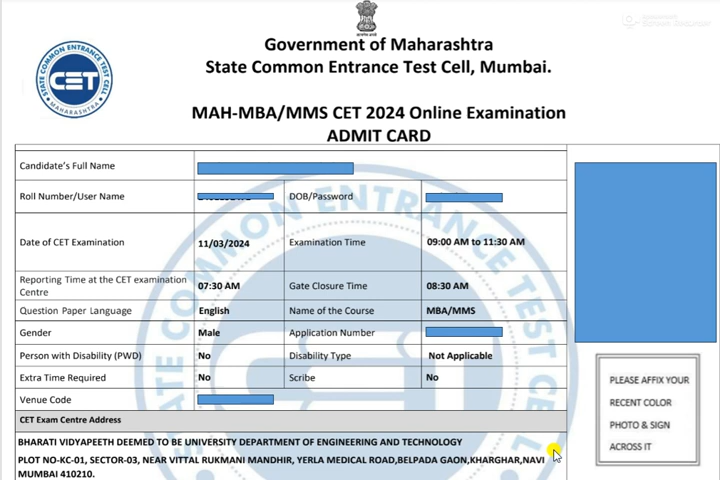 Government of Maharashtra
State Common Entrance Test Cell, Mumbai.
STATE COMMON ENTRANCE TEST CELL
CET
MAHARASHTRA
MAH-MBA/MMS CET 2024 Online Examination
ADMIT CARD
Candidate's Full Name
Roll Number/User Name DOB/Password
Date of CET Examination 11/03/2024 Examination Time 09:00 AM to 11:30 AM
Reporting Time at the CET examination Centre 07:30 AM Gate Closure Time 08:30 AM
Question Paper Language English Name of the Course MBA/MMS
Gender Male Application Number
Person with Disability (PWD) No Disability Type Not Applicable
Extra Time Required No Scribe No
Venue Code
CET Exam Centre Address
BHARATI VIDYAPEETH DEEMED TO BE UNIVERSITY DEPARTMENT OF ENGINEERING AND TECHNOLOGY
PLOT NO-KC-01, SECTOR-03, NEAR VITTAL RUKMANI MANDHIR, YERLA MEDICAL ROAD,BELPADA GAON,KHARGHAR,NAVI
MUMBAI 410210.
PLEASE AFFIX YOUR
RECENT COLOR
PHOTO & SIGN
ACROSS IT
STATE COMMON ENTRANCE TEST CELL